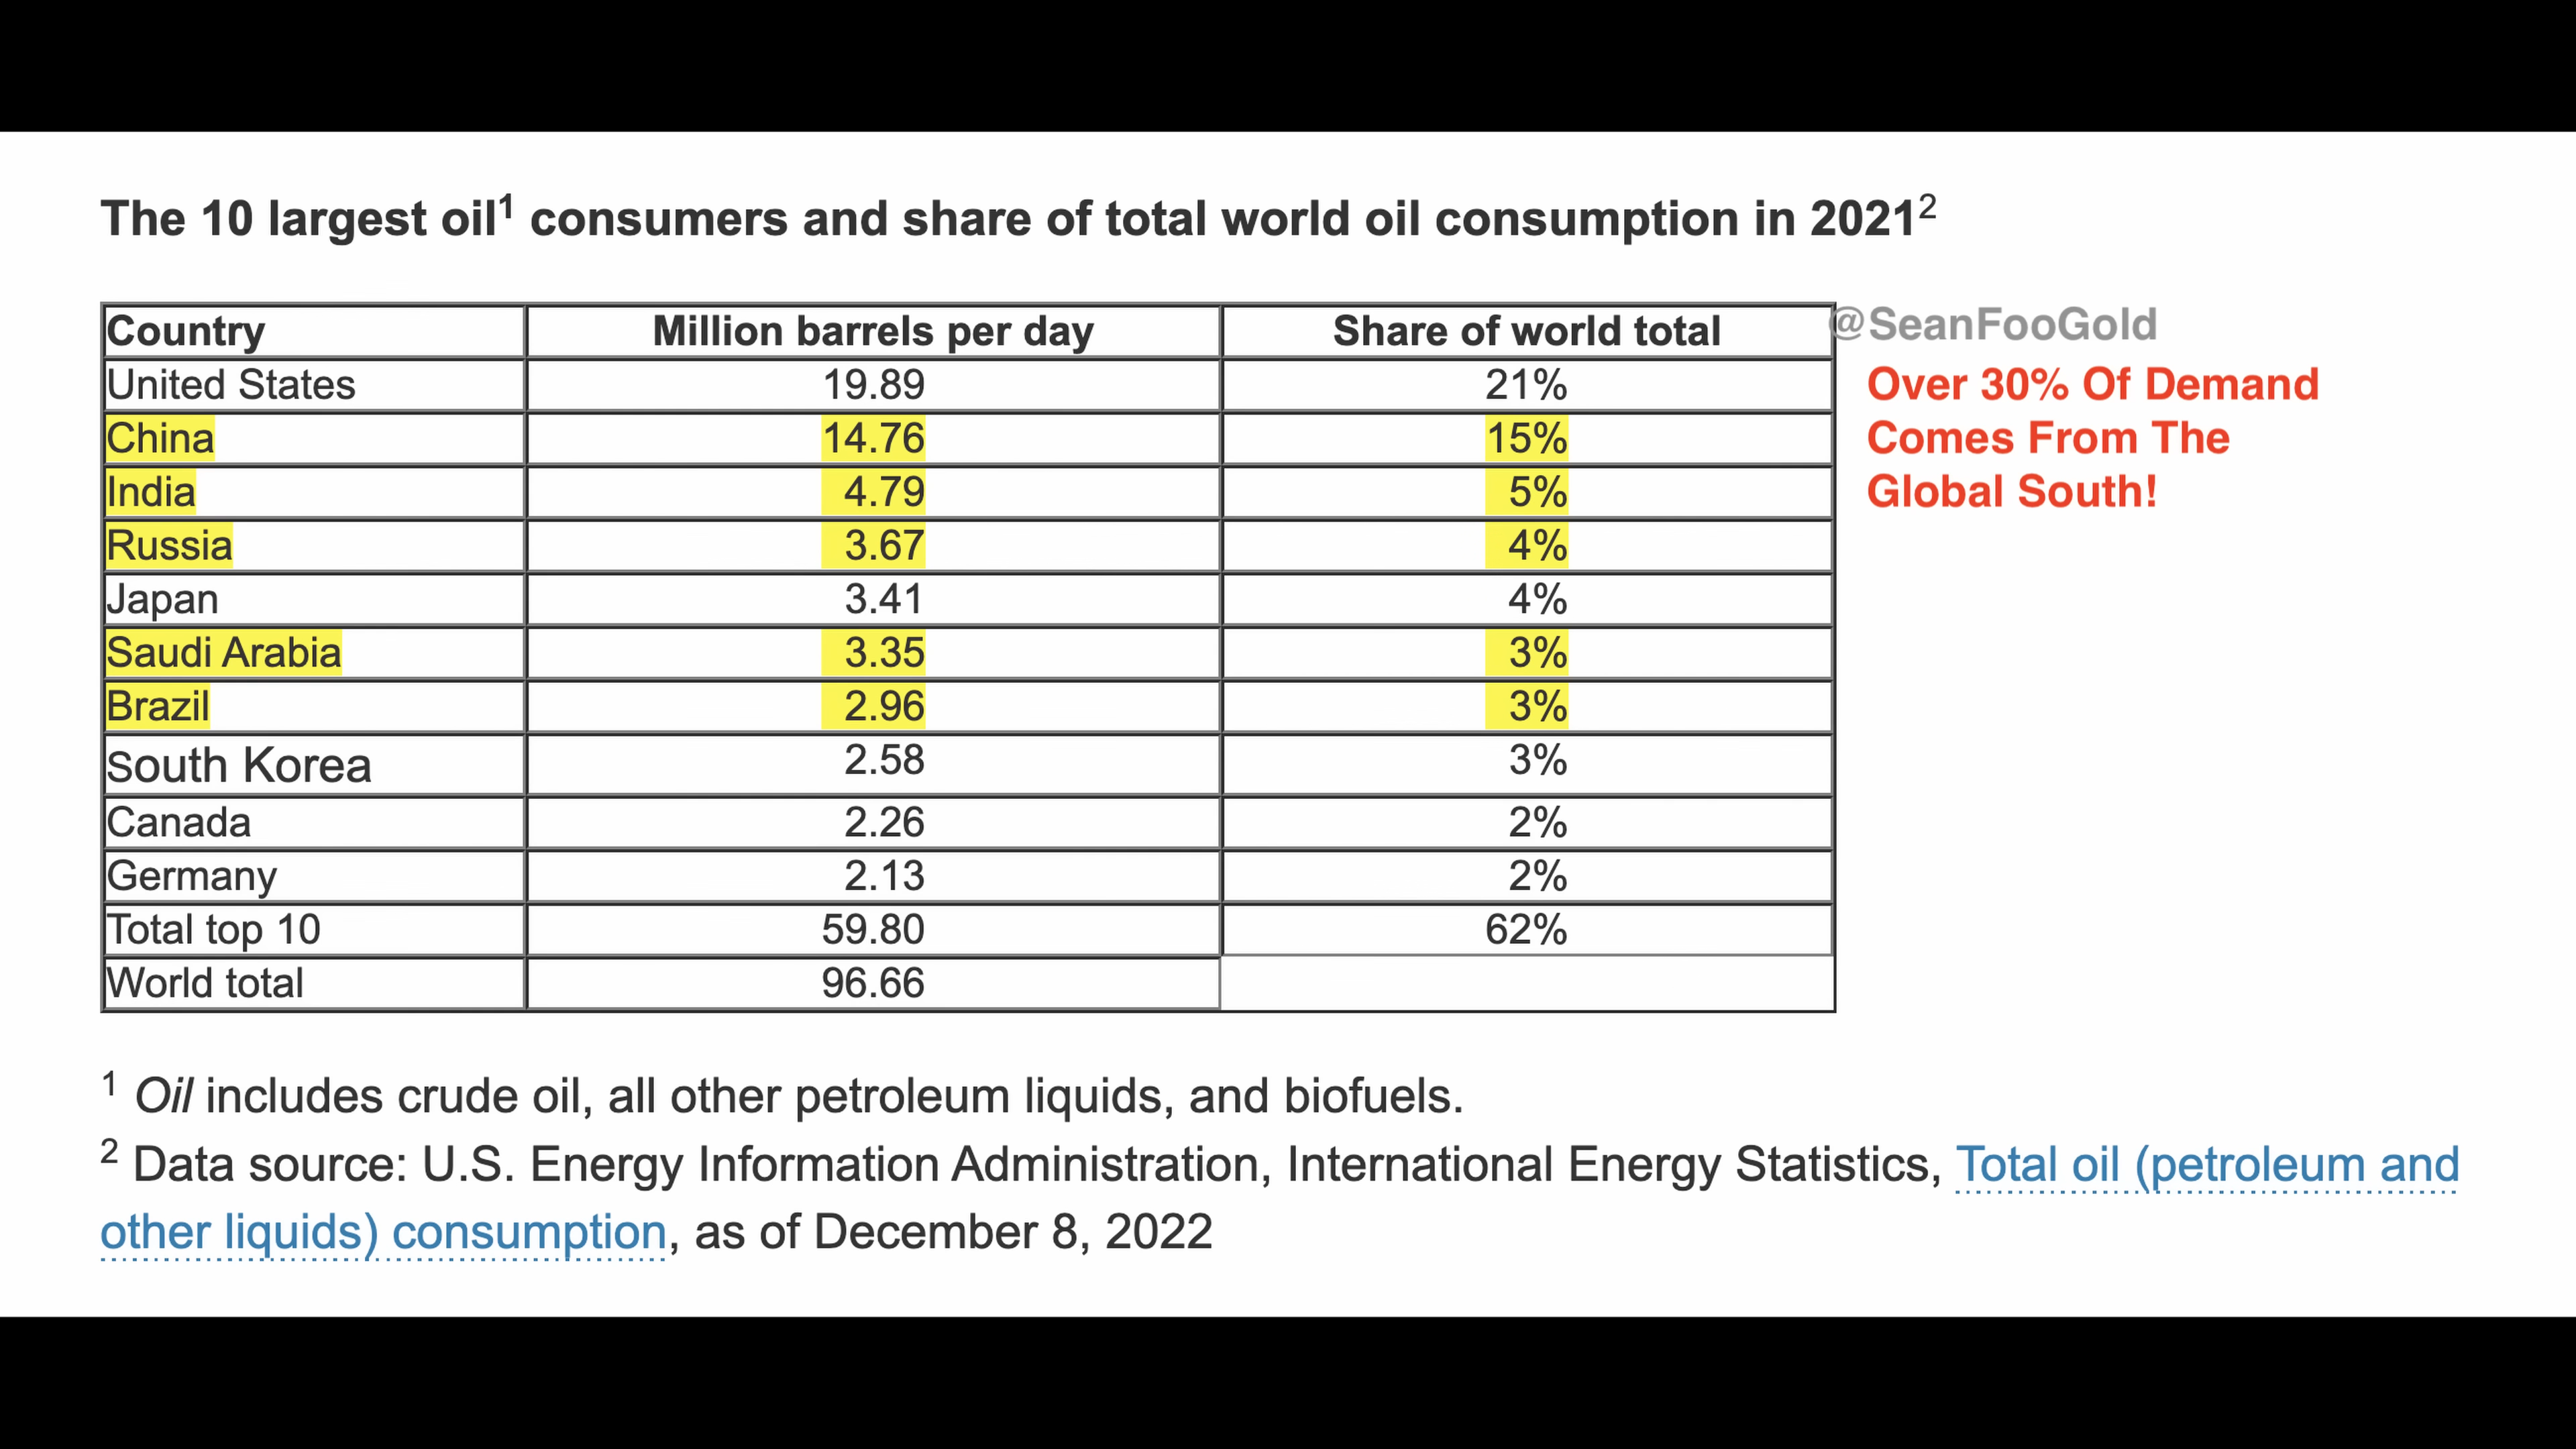 The 10 largest oil¹ consumers and share of total world oil consumption in 2021²
Country Million barrels per day Share of world total @SeanFooGold
United States 19.89 21% Over 30% Of Demand
China 14.76 15% Comes From The
India 4.79 5% Global South!
Russia 3.67 4%
Japan 3.41 4%
Saudi Arabia 3.35 3%
Brazil 2.96 3%
South Korea 2.58 3%
Canada 2.26 2%
Germany 2.13 2%
Total top 10 59.80 62%
World total 96.66
¹ Oil includes crude oil, all other petroleum liquids, and biofuels.
² Data source: U.S. Energy Information Administration, International Energy Statistics, Total oil (petroleum and
other liquids) consumption, as of December 8, 2022